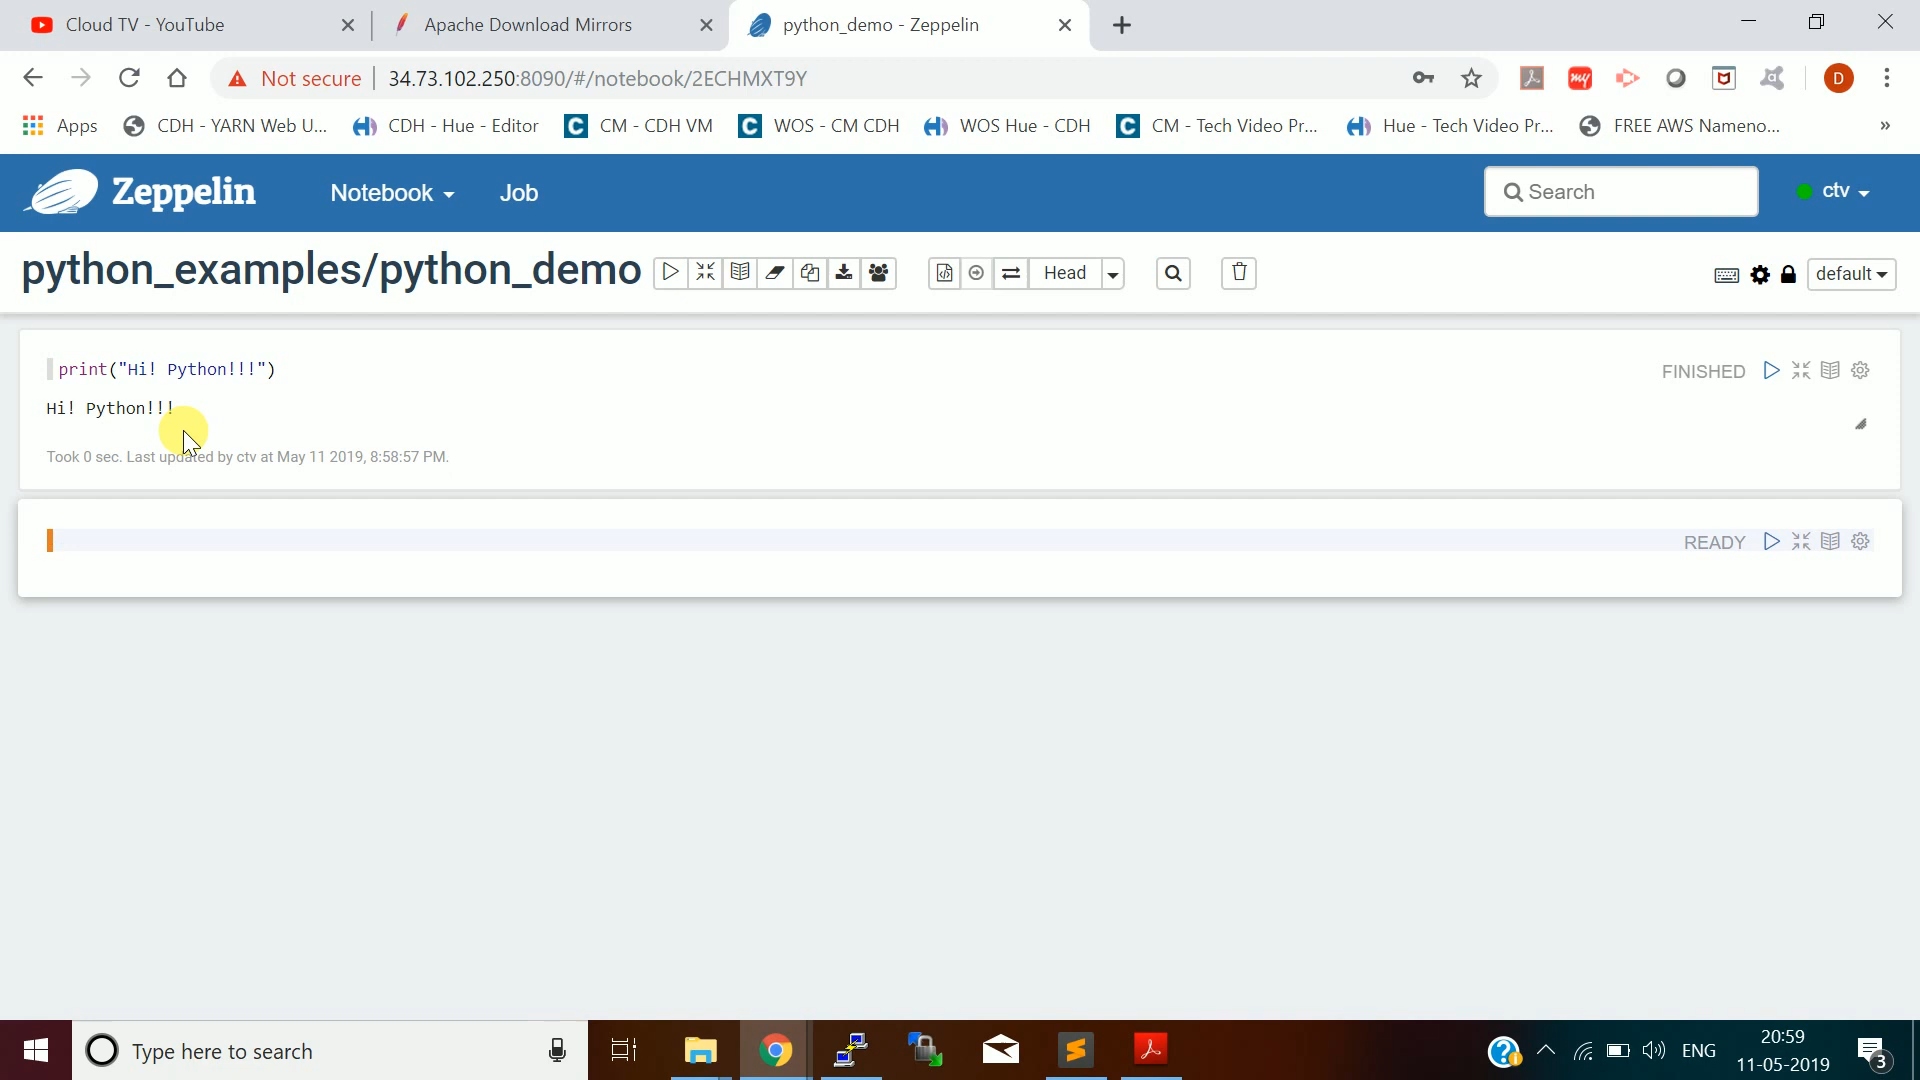 Cloud TV - YouTube
Apache Download Mirrors
python_demo - Zeppelin
Not secure
34.73.102.250:8090/#/notebook/2ECHMXT9Y
my
D
Apps
CDH - YARN Web U...
CDH - Hue - Editor
CM - CDH VM
WOS - CM CDH
WOS Hue - CDH
CM - Tech Video Pr...
Hue - Tech Video Pr...
FREE AWS Nameno...
»
Zeppelin
Notebook
Job
Search
ctv
python_examples/python_demo
Head
default
print("Hi! Python!!!")
FINISHED
Hi! Python!!!
Took 0 sec. Last updated by ctv at May 11 2019, 8:58:57 PM.
READY
Type here to search
ENG
20:59
11-05-2019
3